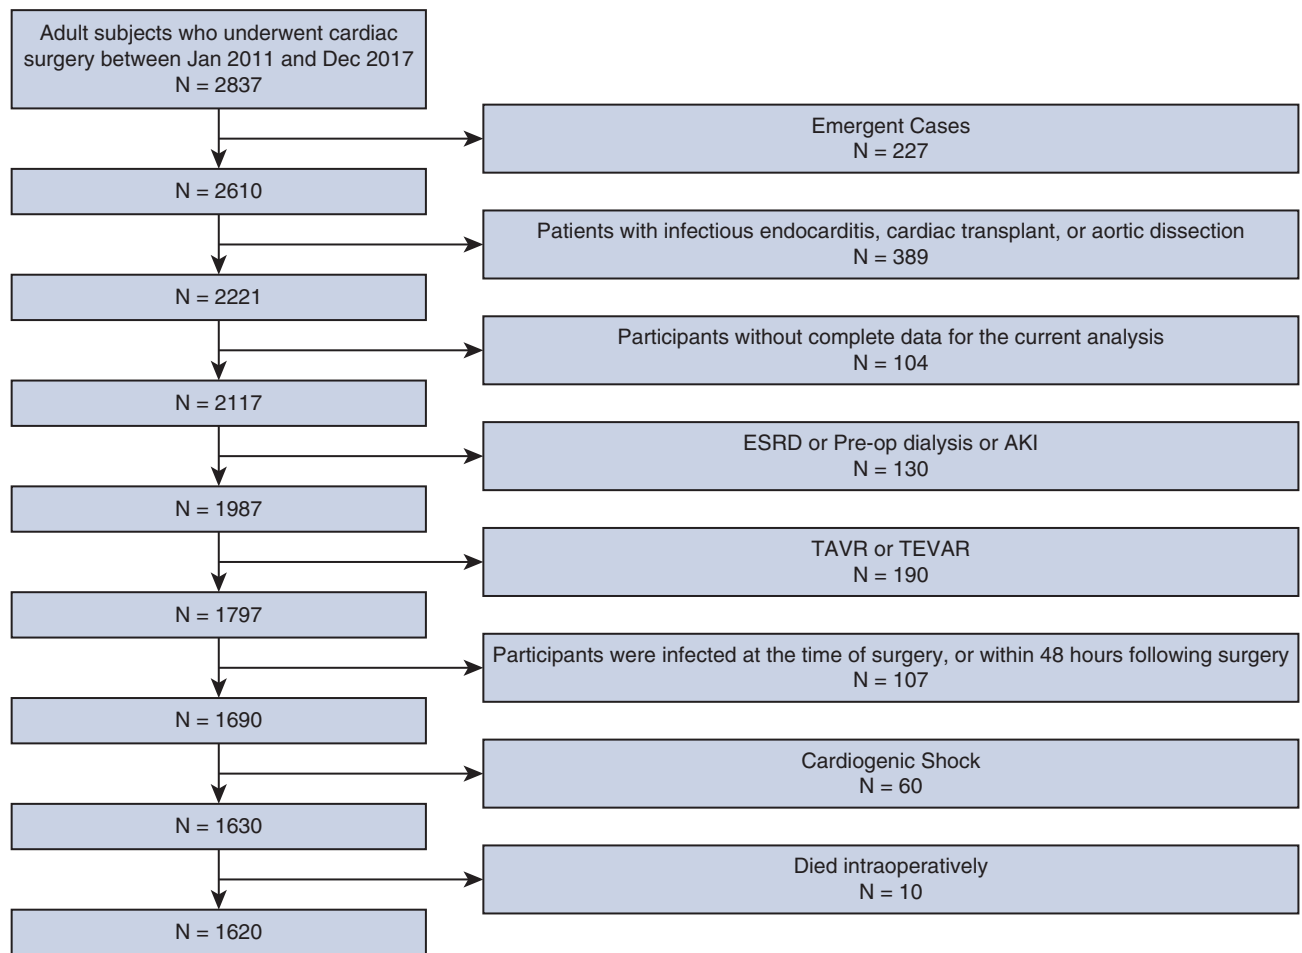 Adult subjects who underwent cardiac
surgery between Jan 2011 and Dec 2017
N = 2837
Emergent Cases
N = 227
N = 2610
Patients with infectious endocarditis, cardiac transplant, or aortic dissection
N = 389
N = 2221
Participants without complete data for the current analysis
N = 104
N = 2117
ESRD or Pre-op dialysis or AKI
N = 130
N = 1987
TAVR or TEVAR
N = 190
N = 1797
Participants were infected at the time of surgery, or within 48 hours following surgery
N = 107
N = 1690
Cardiogenic Shock
N = 60
N = 1630
Died intraoperatively
N = 10
N = 1620